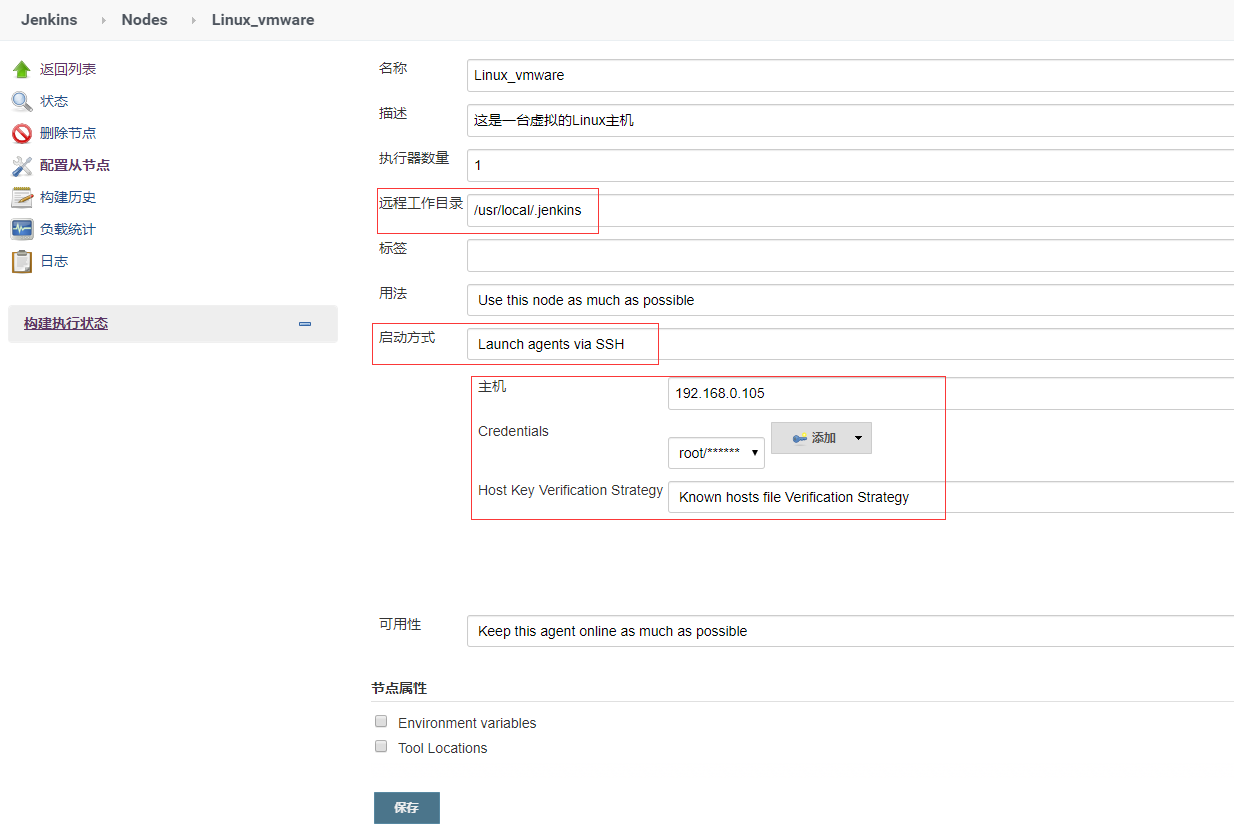 Jenkins Nodes Linux_vmware
返回列表
状态
删除节点
配置从节点
构建历史
负载统计
日志
构建执行状态
名称 Linux_vmware
描述 这是一台虚拟的Linux主机
执行器数量 1
远程工作目录 /usr/local/.jenkins
标签
用法 Use this node as much as possible
启动方式 Launch agents via SSH
主机 192.168.0.105
Credentials
root/****** 添加
Host Key Verification Strategy Known hosts file Verification Strategy
可用性 Keep this agent online as much as possible
节点属性
Environment variables
Tool Locations
保存